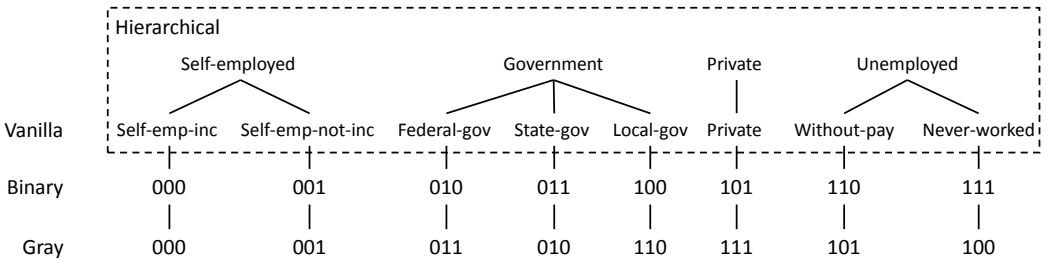 Hierarchical
Self-employed Government Private Unemployed
Vanilla Self-emp-inc Self-emp-not-inc Federal-gov State-gov Local-gov Private Without-pay Never-worked
Binary 000 001 010 011 100 101 110 111
Gray 000 001 011 010 110 111 101 100